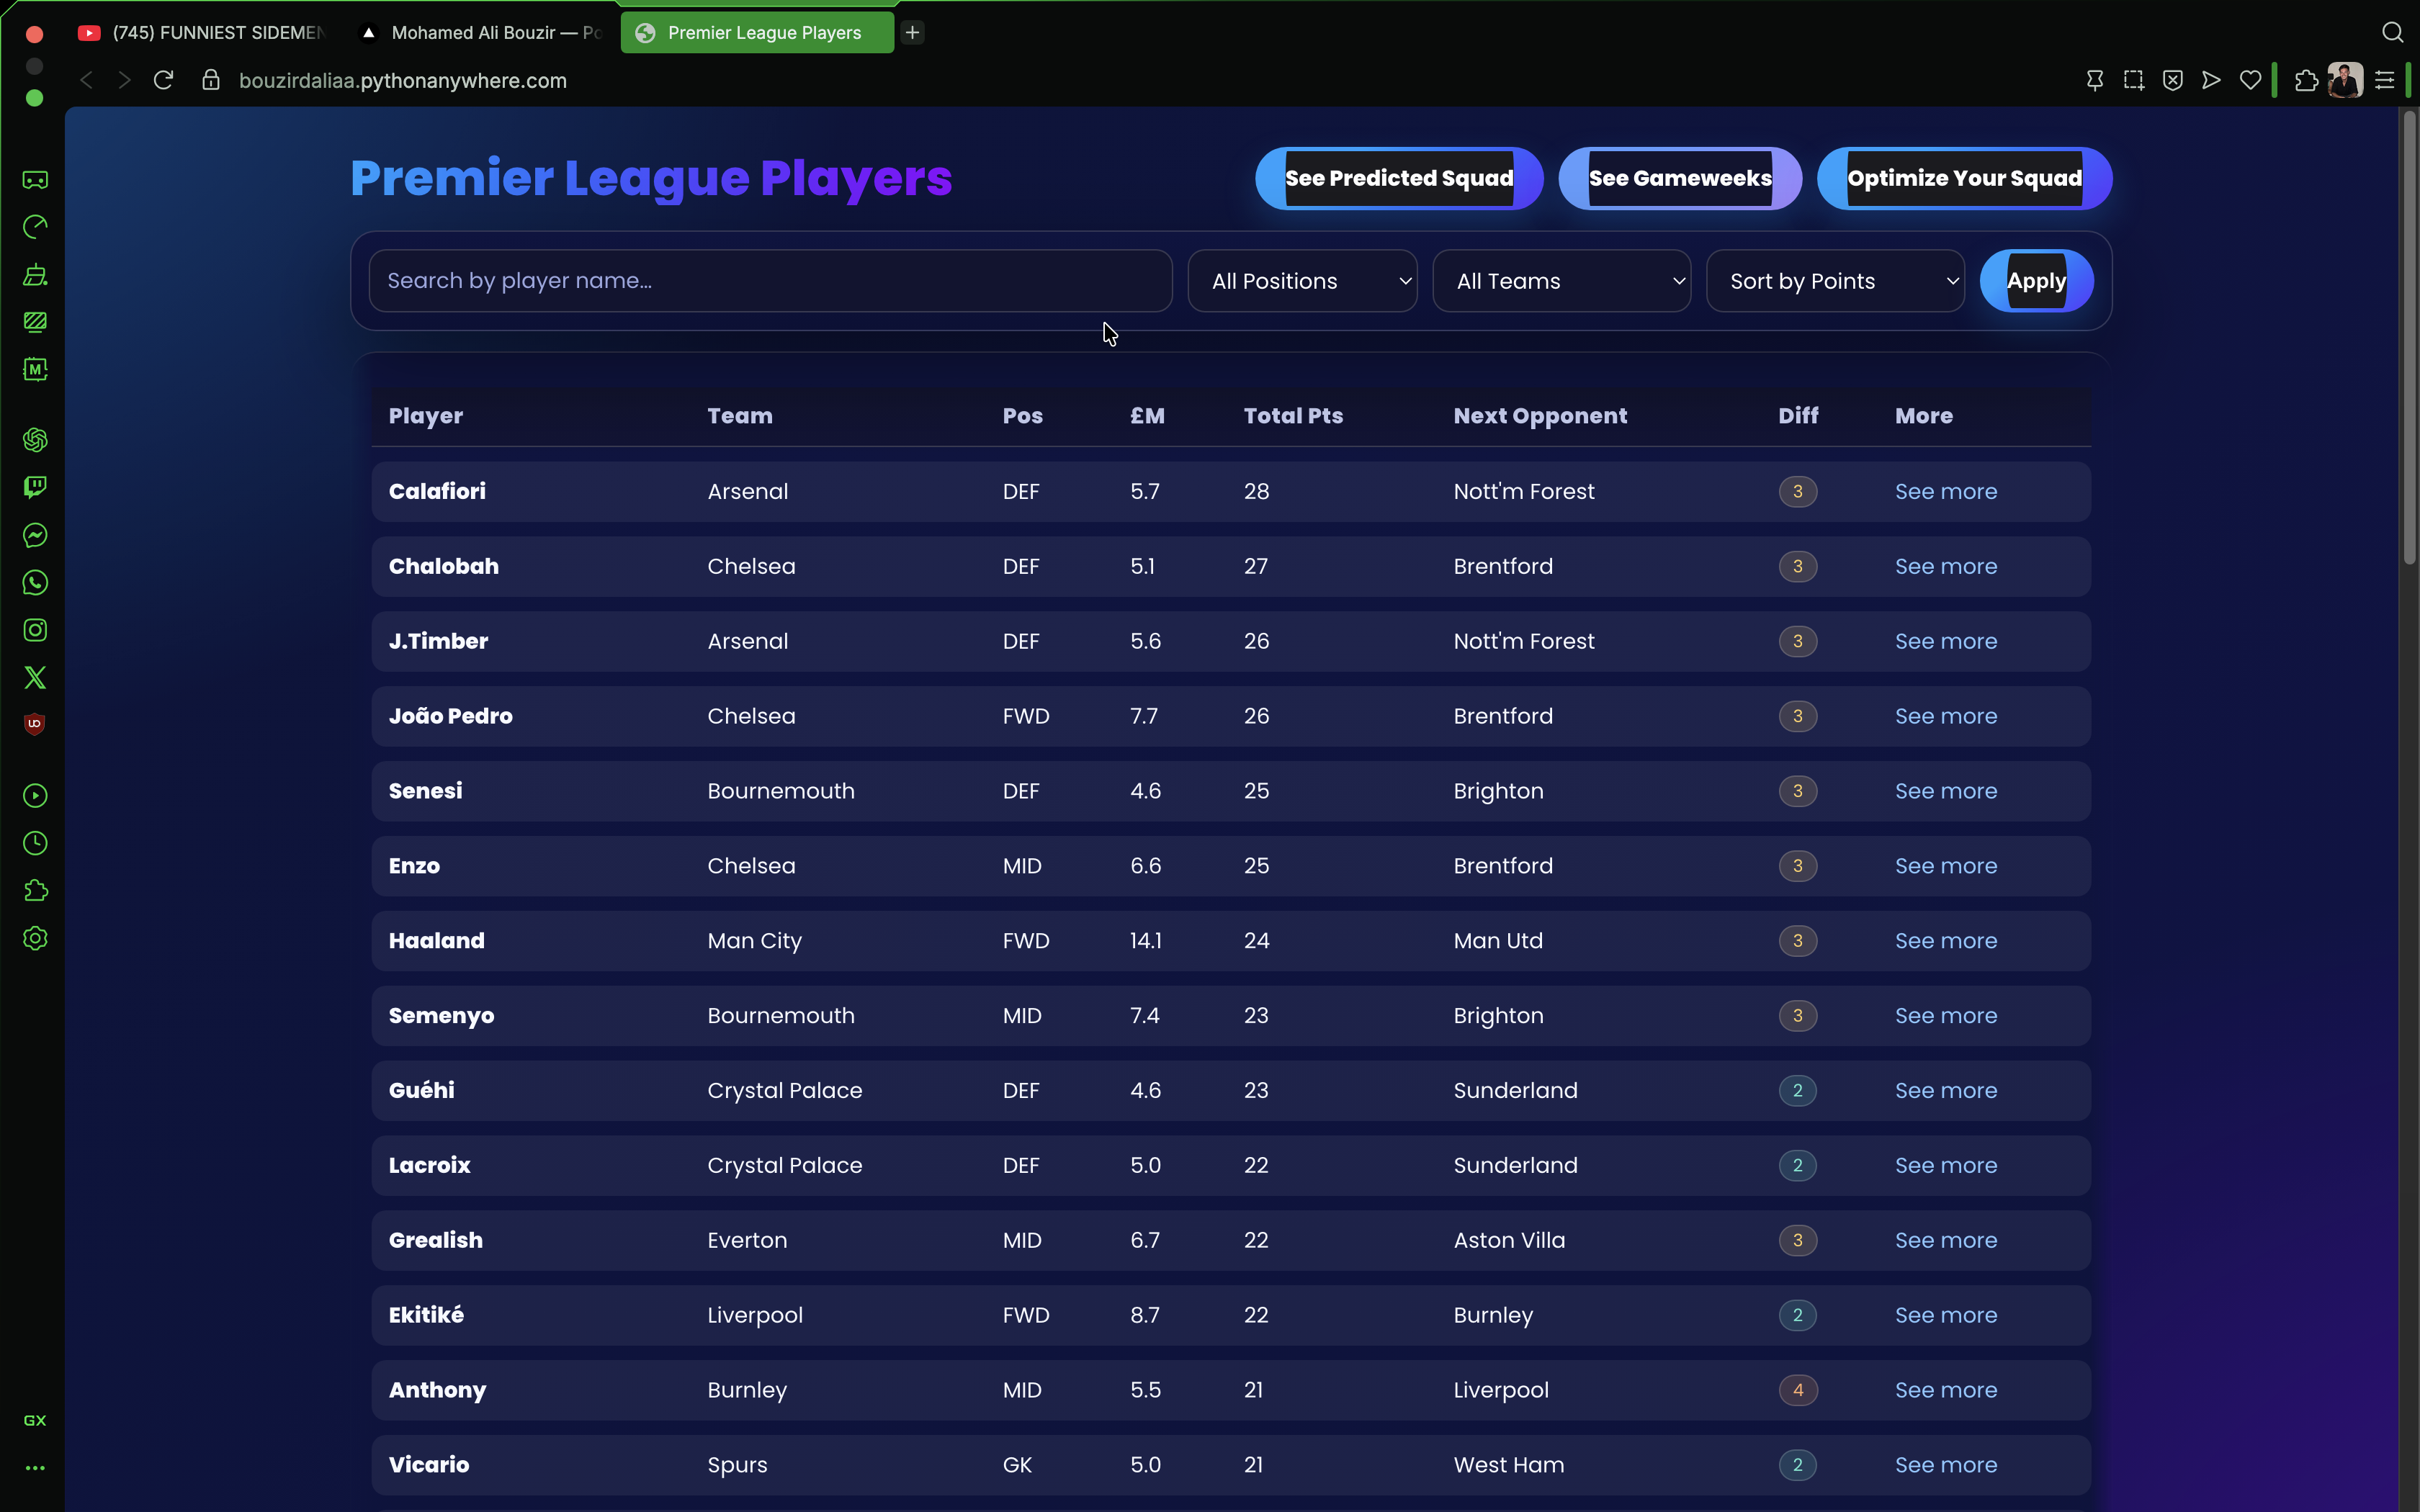 (745) FUNNIEST SIDEMEN
Mohamed Ali Bouzir — Po
Premier League Players
bouzirdaliaa.pythonanywhere.com
Premier League Players
See Predicted Squad
See Gameweeks
Optimize Your Squad
Search by player name...
All Positions
All Teams
Sort by Points
Apply
Player Team Pos £M Total Pts Next Opponent Diff More
Calafiori Arsenal DEF 5.7 28 Nott'm Forest 3 See more
Chalobah Chelsea DEF 5.1 27 Brentford 3 See more
J.Timber Arsenal DEF 5.6 26 Nott'm Forest 3 See more
João Pedro Chelsea FWD 7.7 26 Brentford 3 See more
Senesi Bournemouth DEF 4.6 25 Brighton 3 See more
Enzo Chelsea MID 6.6 25 Brentford 3 See more
Haaland Man City FWD 14.1 24 Man Utd 3 See more
Semenyo Bournemouth MID 7.4 23 Brighton 3 See more
Guéhi Crystal Palace DEF 4.6 23 Sunderland 2 See more
Lacroix Crystal Palace DEF 5.0 22 Sunderland 2 See more
Grealish Everton MID 6.7 22 Aston Villa 3 See more
Ekitiké Liverpool FWD 8.7 22 Burnley 2 See more
Anthony Burnley MID 5.5 21 Liverpool 4 See more
Vicario Spurs GK 5.0 21 West Ham 2 See more
M
UO
GX